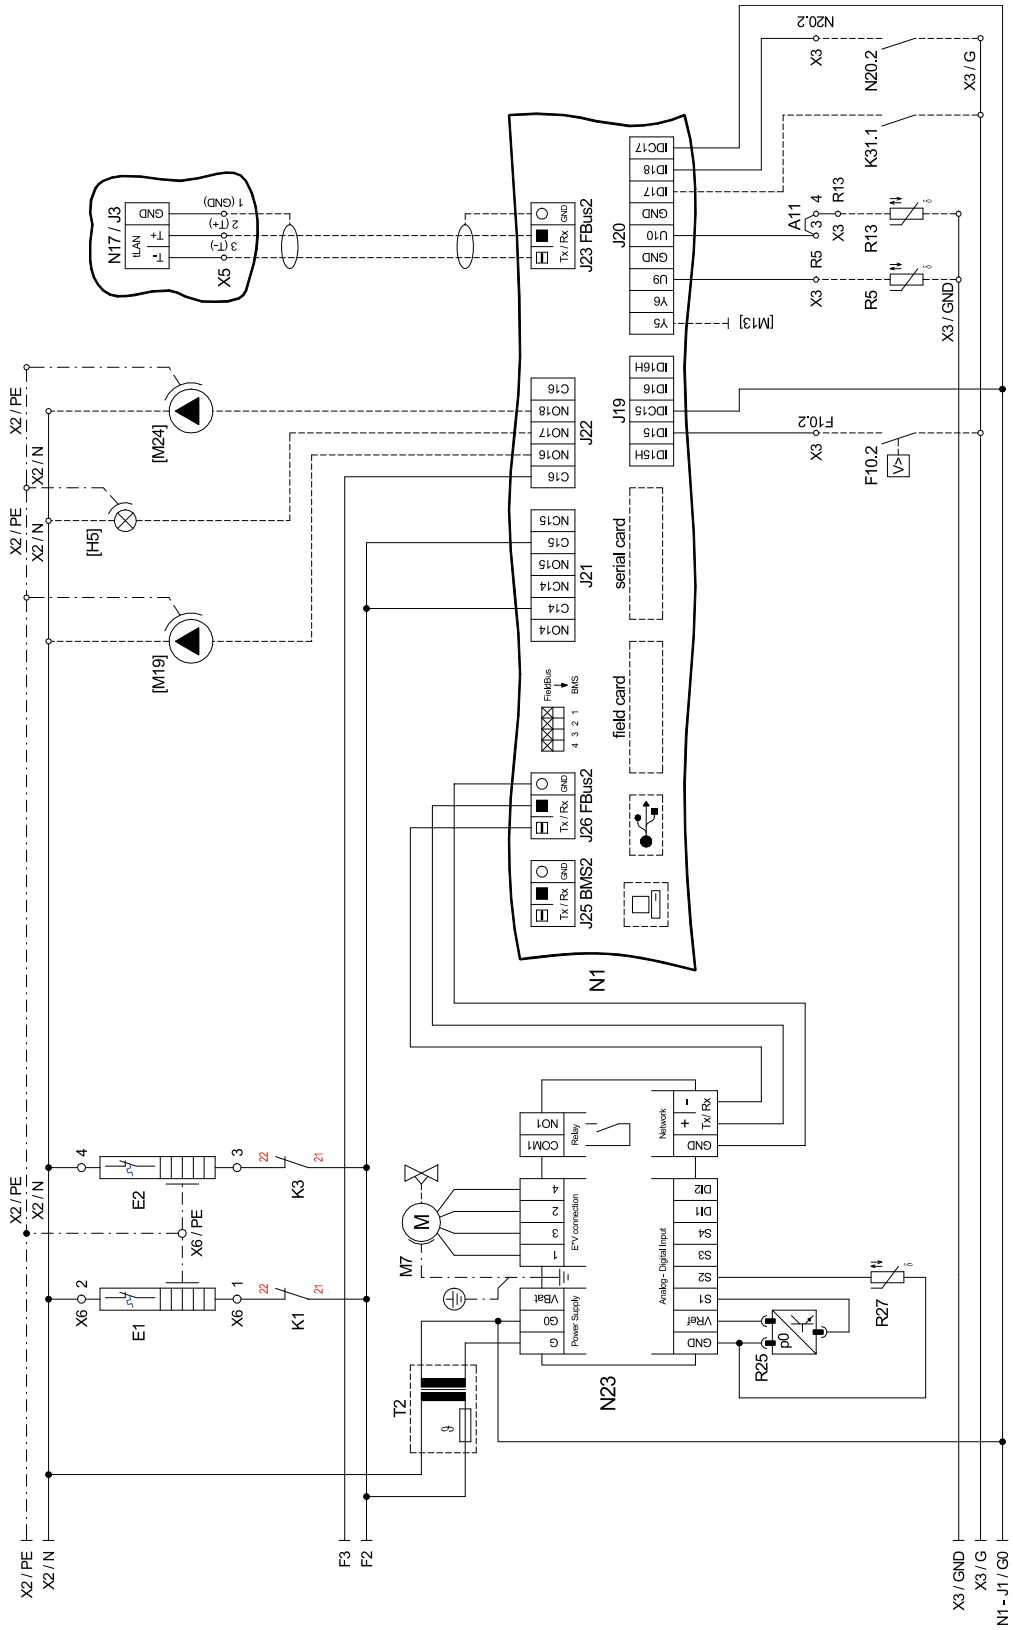 X2 / PE
X2 / N
F3
F2
X3 / GND
X3 / G
N1 - J1 / G0
X2 / PE
X2 / N
X6 2
E1
X6 1
22
21
K1
X6 / PE
4
E2
3
22
21
K3
T2
ϑ
M7
M
N23
G
G0
VBat
Power Supply
1
3
2
4
E*V connection
COM1
NO1
Relay
GND
VRef
S1
S2
S3
S4
DI1
DI2
Analog - Digital Input
GND
+
-
Tx/ Rx
Network
R25
p0
R27
δ
N1
Tx / Rx
GND
J25 BMS2
Tx / Rx
GND
J26 FBus2
4 3 2 1
FieldBus
BMS
field card
serial card
NO14
C14
NC14
NO15
C15
NC15
J21
C16
NO16
NO17
NO18
C16
J22
Tx / Rx
GND
J23 FBus2
ID15H
ID15
IDC15
ID16
ID16H
J19
Y5
Y6
U9
GND
U10
GND
ID17
ID18
IDC17
J20
[M19]
[H5]
[M24]
X2 / PE
X2 / N
X2 / PE
X2 / N
N17 / J3
tLAN
T-
T+
GND
X5
3 (T-)
2 (T+)
1 (GND)
[M13]
F10.2
X3
F10.2
V>
R5
X3
R5
δ
X3 / GND
A11
3 4
X3
R13
R13
δ
K31.1
N20.2
X3
N20.2
X3 / G